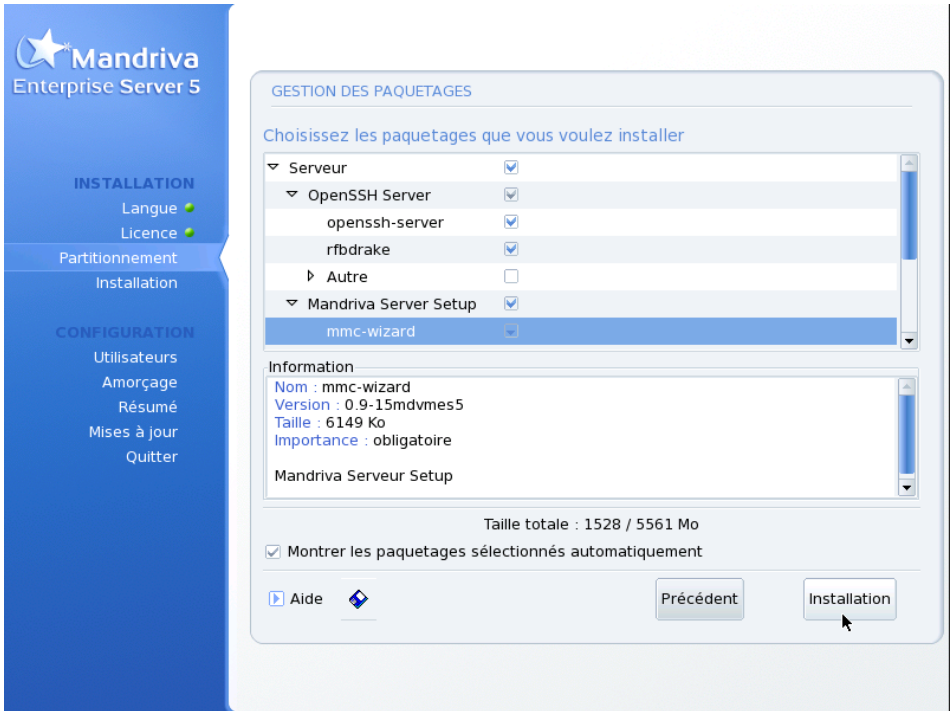 Mandriva
Enterprise Server 5
INSTALLATION
Langue
Licence
Partitionnement
Installation
CONFIGURATION
Utilisateurs
Amorçage
Résumé
Mises à jour
Quitter
GESTION DES PAQUETAGES
Choisissez les paquetages que vous voulez installer
Serveur
OpenSSH Server
openssh-server
rfbdrake
Autre
Mandriva Server Setup
mmc-wizard
Information
Nom : mmc-wizard
Version : 0.9-15mdvmes5
Taille : 6149 Ko
Importance : obligatoire
Mandriva Serveur Setup
Taille totale : 1528 / 5561 Mo
Montrer les paquetages sélectionnés automatiquement
Aide
Précédent
Installation